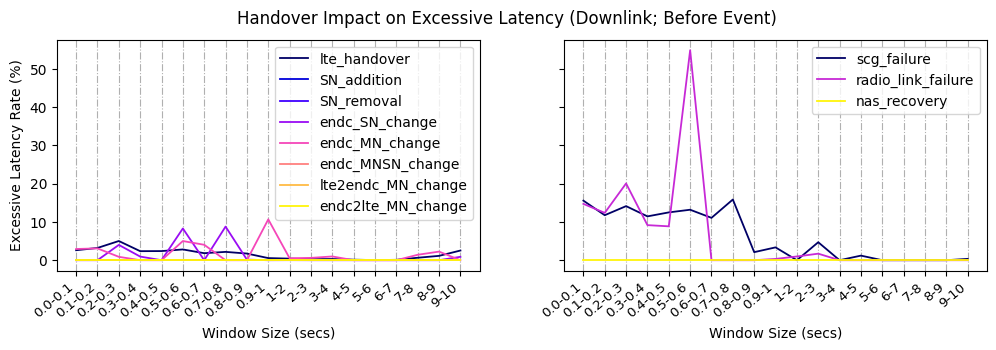 Handover Impact on Excessive Latency (Downlink; Before Event)
Excessive Latency Rate (%)
50
40
30
20
10
0
lte_handover
SN_addition
SN_removal
endc_SN_change
endc_MN_change
endc_MNSN_change
lte2endc_MN_change
endc2lte_MN_change
0.0-0.1
0.1-0.2
0.2-0.3
0.3-0.4
0.4-0.5
0.5-0.6
0.6-0.7
0.7-0.8
0.8-0.9
0.9-1
1-2
2-3
3-4
4-5
5-6
6-7
7-8
8-9
9-10
Window Size (secs)
scg_failure
radio_link_failure
nas_recovery
0.0-0.1
0.1-0.2
0.2-0.3
0.3-0.4
0.4-0.5
0.5-0.6
0.6-0.7
0.7-0.8
0.8-0.9
0.9-1
1-2
2-3
3-4
4-5
5-6
6-7
7-8
8-9
9-10
Window Size (secs)